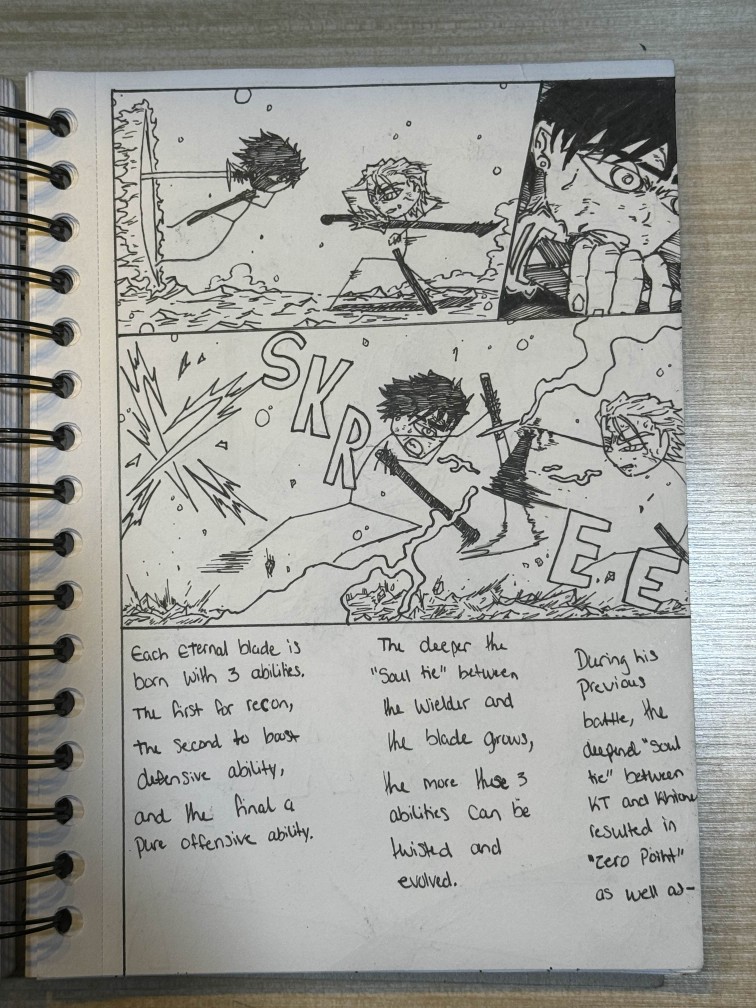 SKR
EE
Each Eternal blade is
born with 3 abilities.
The first for recon,
the second to boost
defensive ability,
and the final a
pure offensive ability.
The deeper the
"Soul tie" between
the wielder and
the blade grows,
the more these 3
abilities can be
twisted and
evolved.
During his
previous
battle, the
deepend "Soul
tie" between
KT and
resulted in
"Zero Point"
as well as-